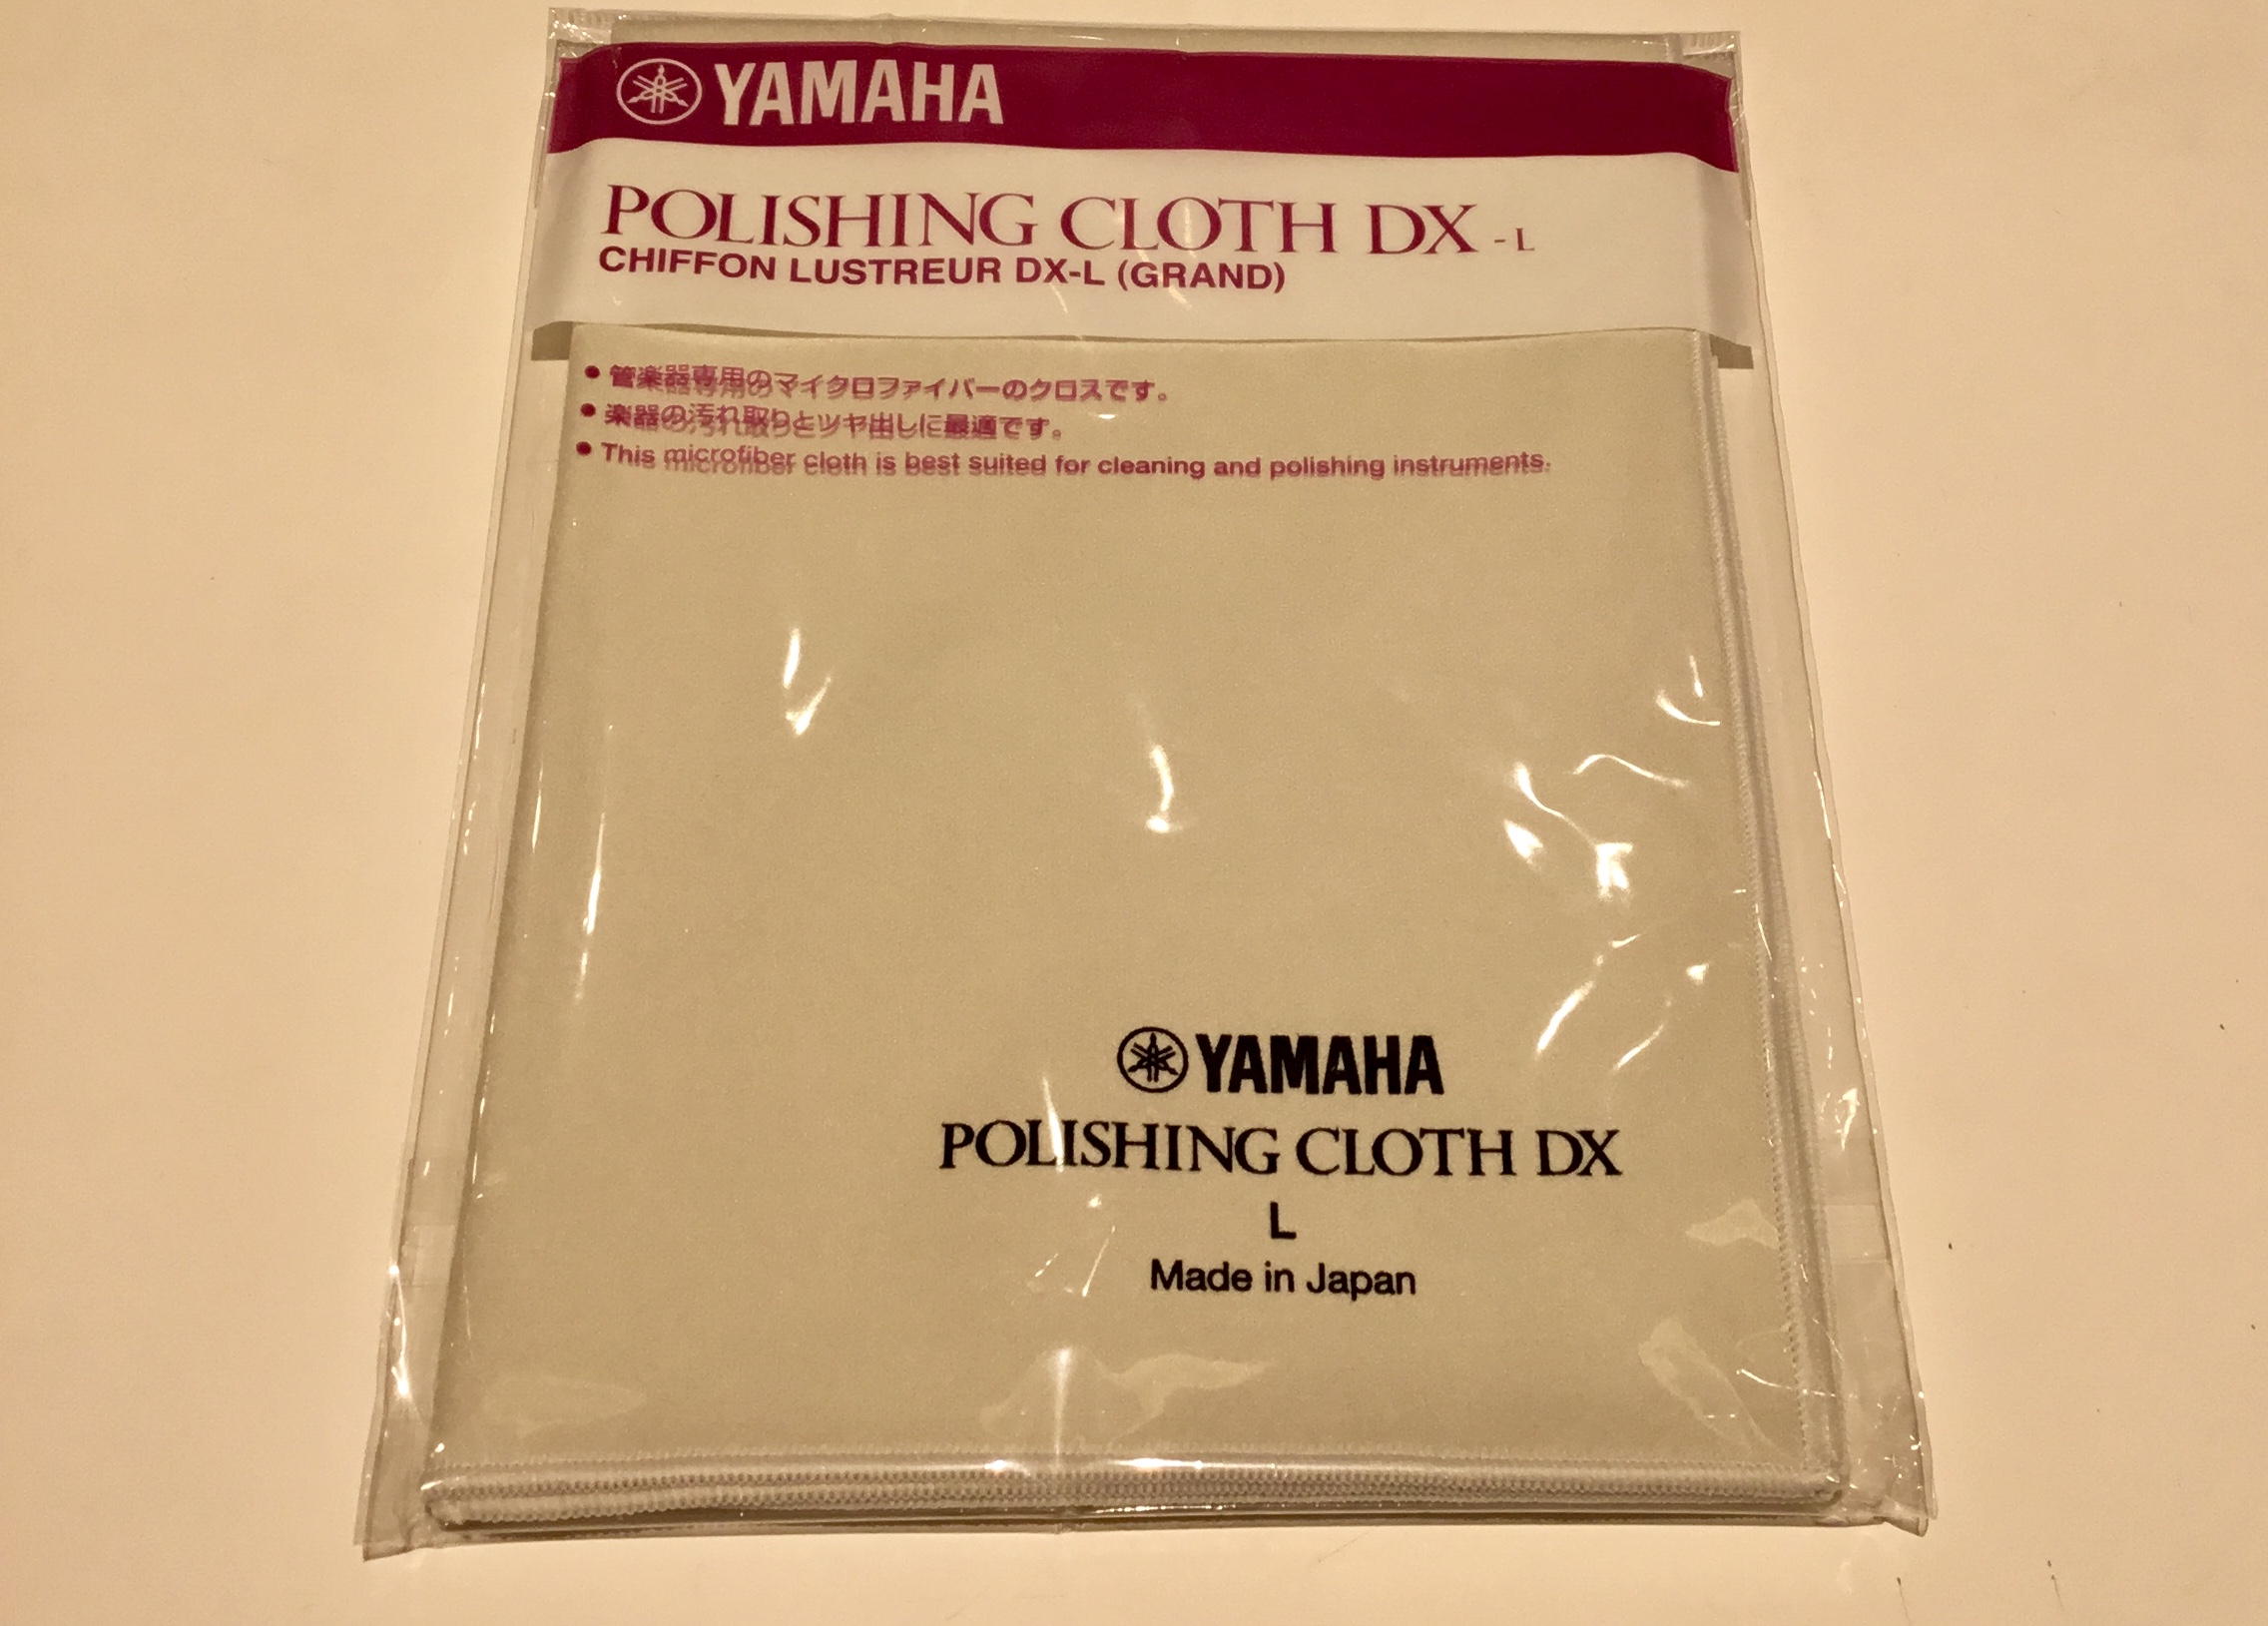 YAMAHA
POLISHING CLOTH DX - L
CHIFFON LUSTREUR DX-L (GRAND)
● 管楽器専用のマイクロファイバーのクロスです。
● 楽器の汚れ取りとツヤ出しに最適です。
● This microfiber cloth is best suited for cleaning and polishing instruments.
YAMAHA
POLISHING CLOTH DX
L
Made in Japan